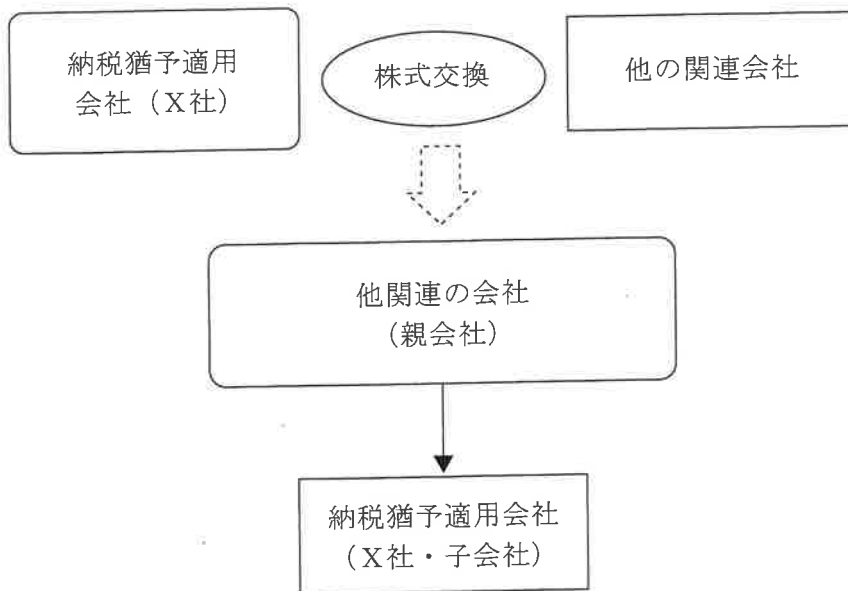 納税猶予適用
会社（X社）
株式交換
他の関連会社
他関連の会社
（親会社）
納税猶予適用会社
（X社・子会社）